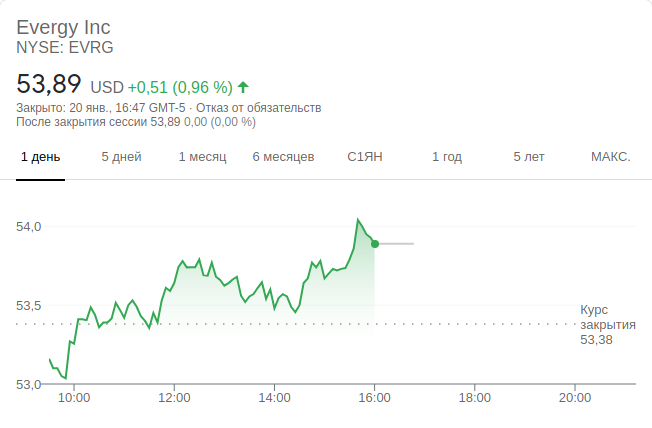 Evergy Inc
NYSE: EVRG
53,89 USD +0,51 (0,96 %)
Закрыто: 20 янв., 16:47 GMT-5 · Отказ от обязательств
После закрытия сессии 53,89 0,00 (0,00 %)
1 день 5 дней 1 месяц 6 месяцев С1ЯН 1 год 5 лет МАКС.
54,0
53,5
Курс
закрытия
53,38
53,0
10:00 12:00 14:00 16:00 18:00 20:00